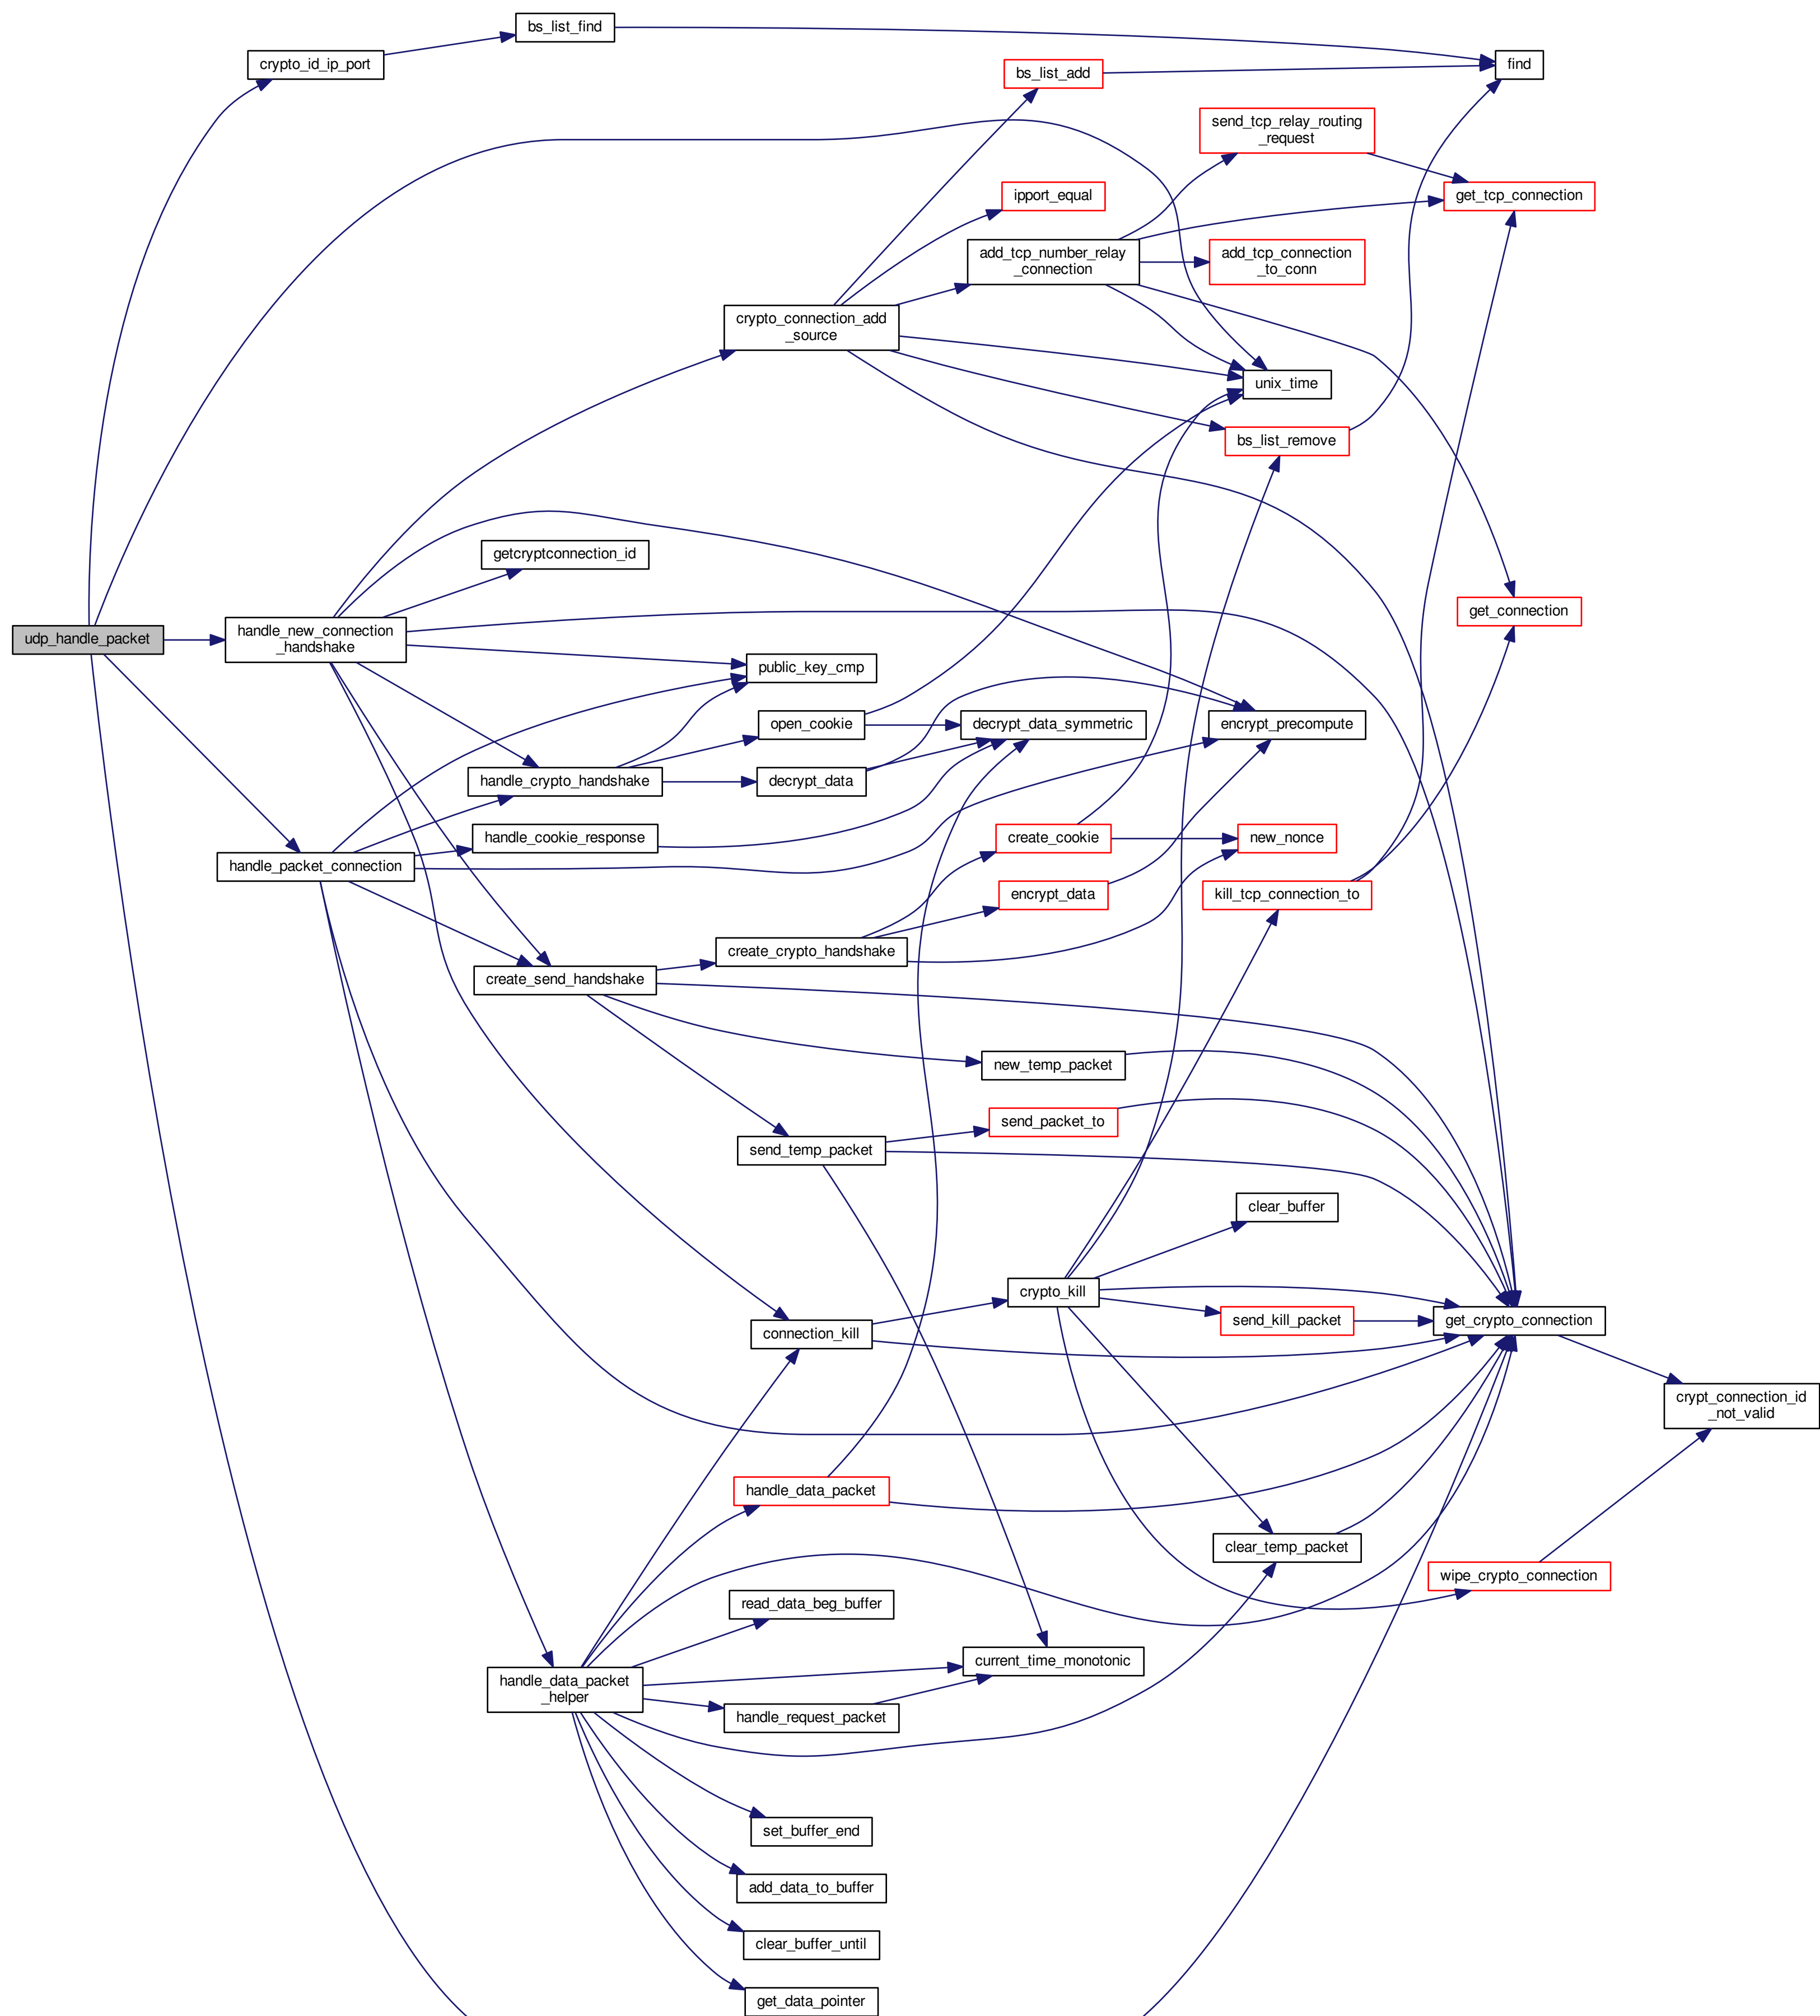 bs_list_find
crypto_id_ip_port
find
bs_list_add
send_tcp_relay_routing
_request
ipport_equal
get_tcp_connection
add_tcp_number_relay
_connection
add_tcp_connection
_to_conn
crypto_connection_add
_source
unix_time
bs_list_remove
getcryptconnection_id
get_connection
udp_handle_packet
handle_new_connection
_handshake
public_key_cmp
open_cookie
decrypt_data_symmetric
encrypt_precompute
handle_crypto_handshake
decrypt_data
handle_cookie_response
create_cookie
new_nonce
handle_packet_connection
encrypt_data
kill_tcp_connection_to
create_crypto_handshake
create_send_handshake
new_temp_packet
send_packet_to
send_temp_packet
clear_buffer
crypto_kill
connection_kill
send_kill_packet
get_crypto_connection
crypt_connection_id
_not_valid
handle_data_packet
clear_temp_packet
wipe_crypto_connection
read_data_beg_buffer
current_time_monotonic
handle_data_packet
_helper
handle_request_packet
set_buffer_end
add_data_to_buffer
clear_buffer_until
get_data_pointer